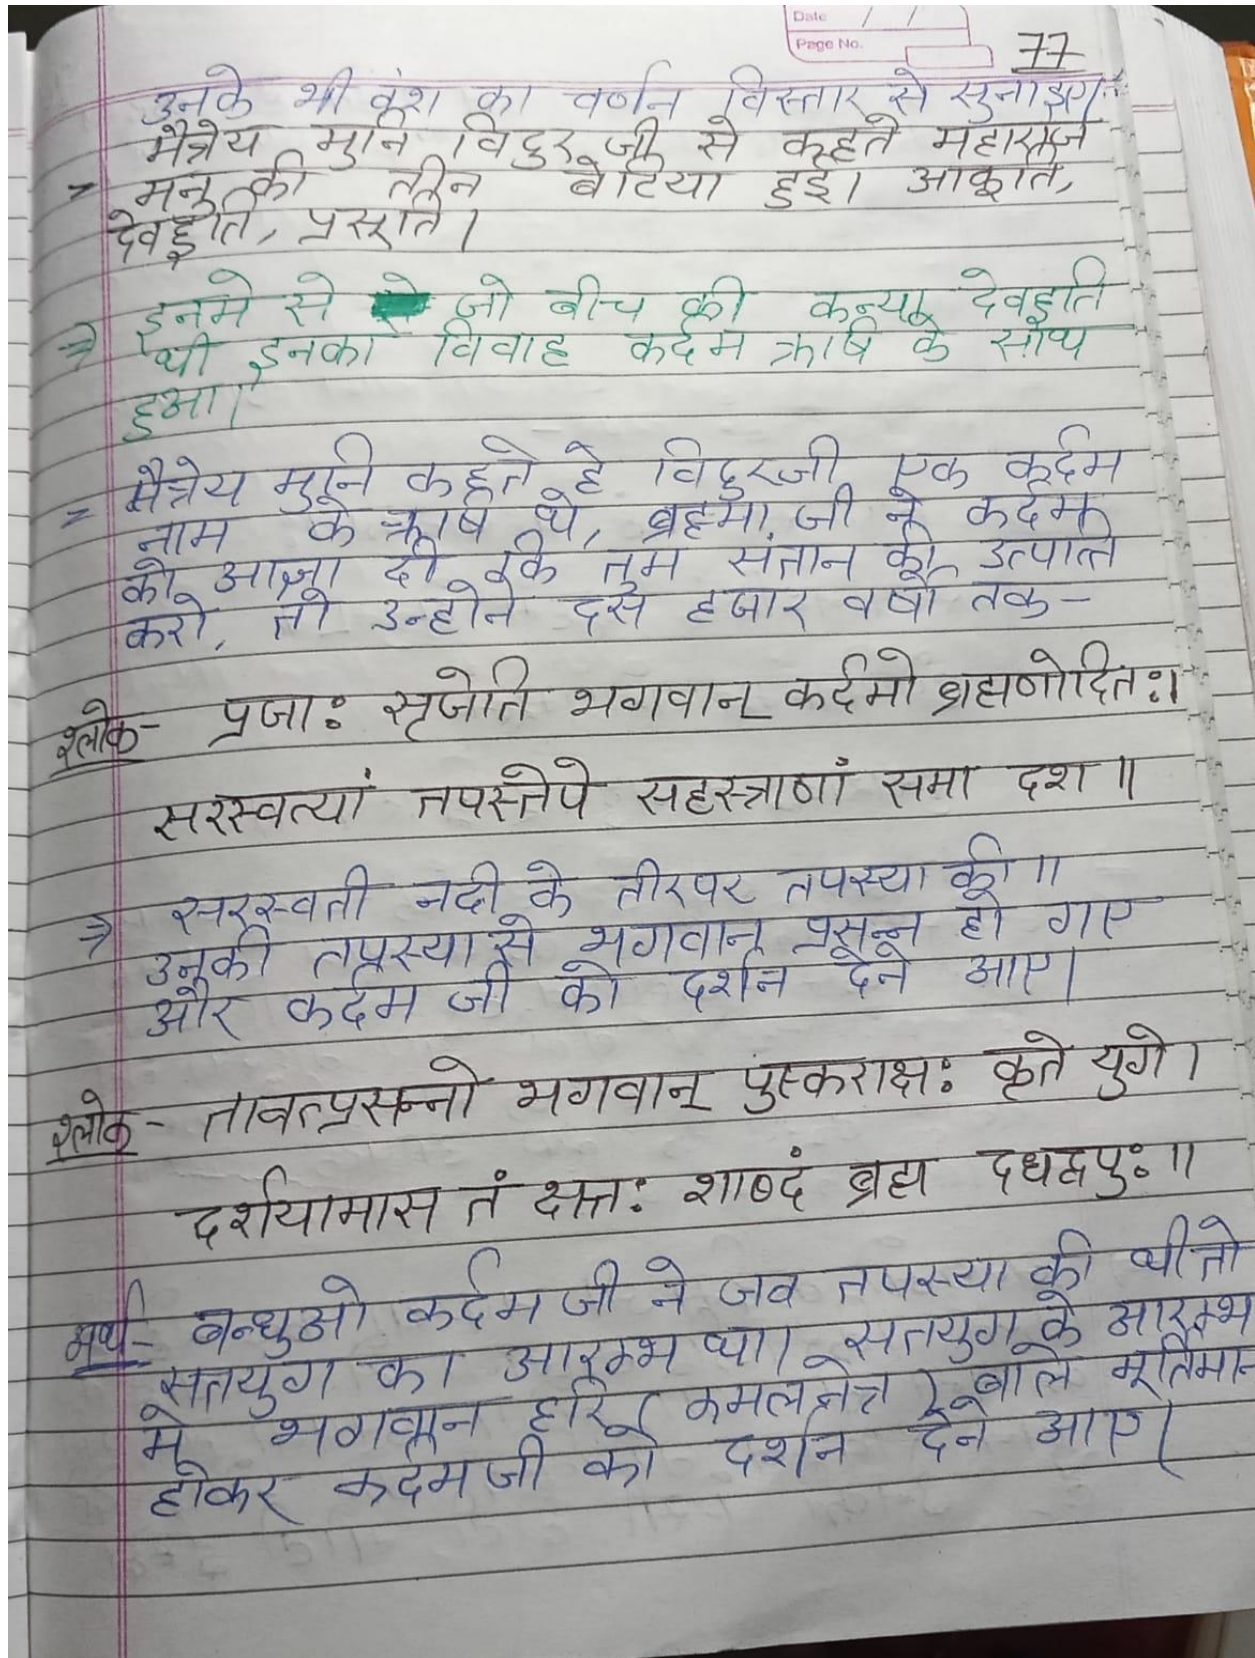 Date / /
Page No.
77
उनके भी वंश का वर्णन विस्तार से सुनाइए
मैत्रेय मुनि विदुर जी से कहते महाराज
= मनु की तीन बेटिया हुई। आकूति,
देवहूति, प्रसूति।
⇒ इनमे से जो बीच की कन्या देवहूति
थी इनका विवाह कर्दम ऋषि के साथ
हुआ।
= मैत्रेय मुनि कहते हे विदुरजी एक कर्दम
नाम के ऋषि थे, ब्रह्मा जी ने कर्दम
को आज्ञा दी कि तुम संतान की उत्पत्ति
करो, तो उन्होने दस हजार वर्षो तक-
श्लोक- प्रजाः सृजेति भगवान् कर्दमो ब्रह्मणोदितः।
सरस्वत्यां तपस्तेपे सहस्त्राणां समा दश॥
⇒ सरस्वती नदी के तीरपर तपस्या की॥
उनकी तपस्या से भगवान प्रसन्न हो गए
और कर्दम जी को दर्शन देने आए।
श्लोक- तावत्प्रसन्नो भगवान् पुस्कराक्षः कृते युगे।
दर्शयामास तं क्षत्तः शाब्दं ब्रह्म दधद्वपुः॥
अर्थ- बन्धुओ कर्दम जी ने जब तपस्या की थी तो
सतयुग का आरम्भ था। सतयुग के आरम्भ
मे भगवान हरि ( कमलनेत्र ) वाले मूर्तिमान
होकर कर्दमजी को दर्शन देने आए।